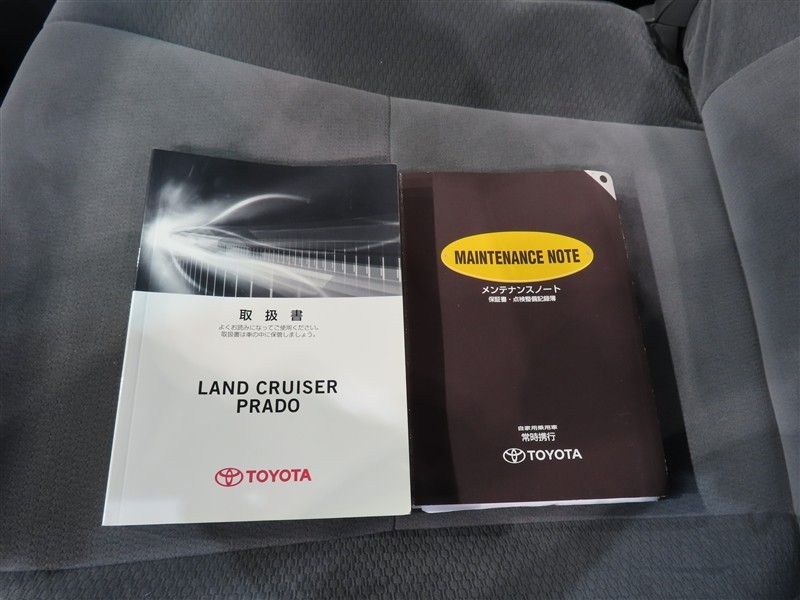 取扱書
よくお読みになってご使用ください。
取扱書は車の中に保管しましょう。
LAND CRUISER
PRADO
TOYOTA
MAINTENANCE NOTE
メンテナンスノート
保証書・点検整備記録簿
自家用乗用車
常時携行
TOYOTA